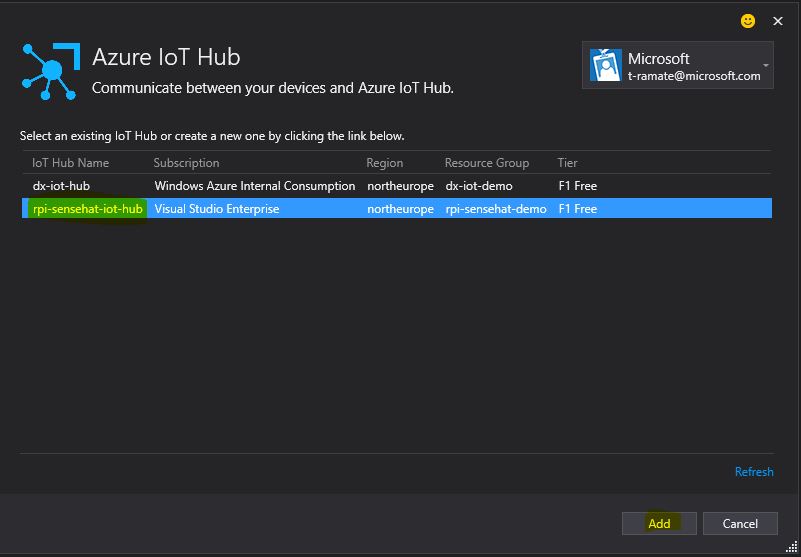 Azure IoT Hub
Communicate between your devices and Azure IoT Hub.
Microsoft
t-ramate@microsoft.com
Select an existing IoT Hub or create a new one by clicking the link below.
IoT Hub Name Subscription Region Resource Group Tier
dx-iot-hub Windows Azure Internal Consumption northeurope dx-iot-demo F1 Free
rpi-sensehat-iot-hub Visual Studio Enterprise northeurope rpi-sensehat-demo F1 Free
Refresh
Add Cancel